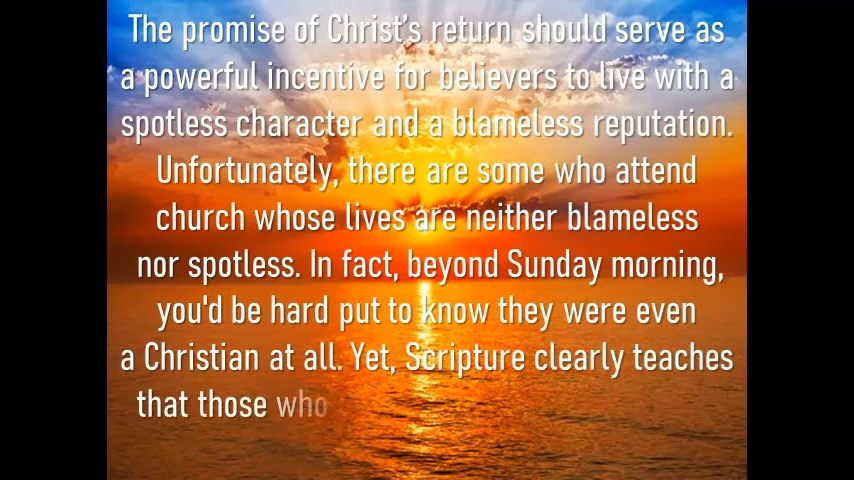 The promise of Christ's return should serve as
a powerful incentive for believers to live with a
spotless character and a blameless reputation.
Unfortunately, there are some who attend
church whose lives are neither blameless
nor spotless. In fact, beyond Sunday morning,
you'd be hard put to know they were even
a Christian at all. Yet, Scripture clearly teaches
that those who